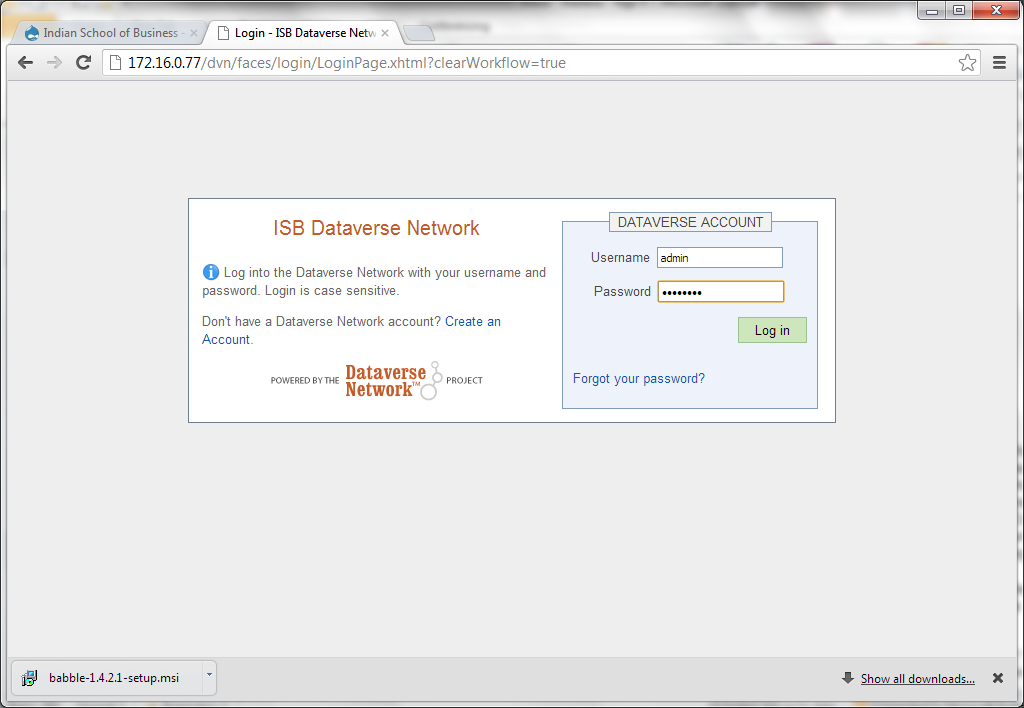 Indian School of Business
Login - ISB Dataverse Netw
172.16.0.77/dvn/faces/login/LoginPage.xhtml?clearWorkflow=true
ISB Dataverse Network
Log into the Dataverse Network with your username and
password. Login is case sensitive.
Don't have a Dataverse Network account? Create an
Account.
POWERED BY THE Dataverse Network™ PROJECT
DATAVERSE ACCOUNT
Username admin
Password ••••••••
Log in
Forgot your password?
babble-1.4.2.1-setup.msi
Show all downloads...